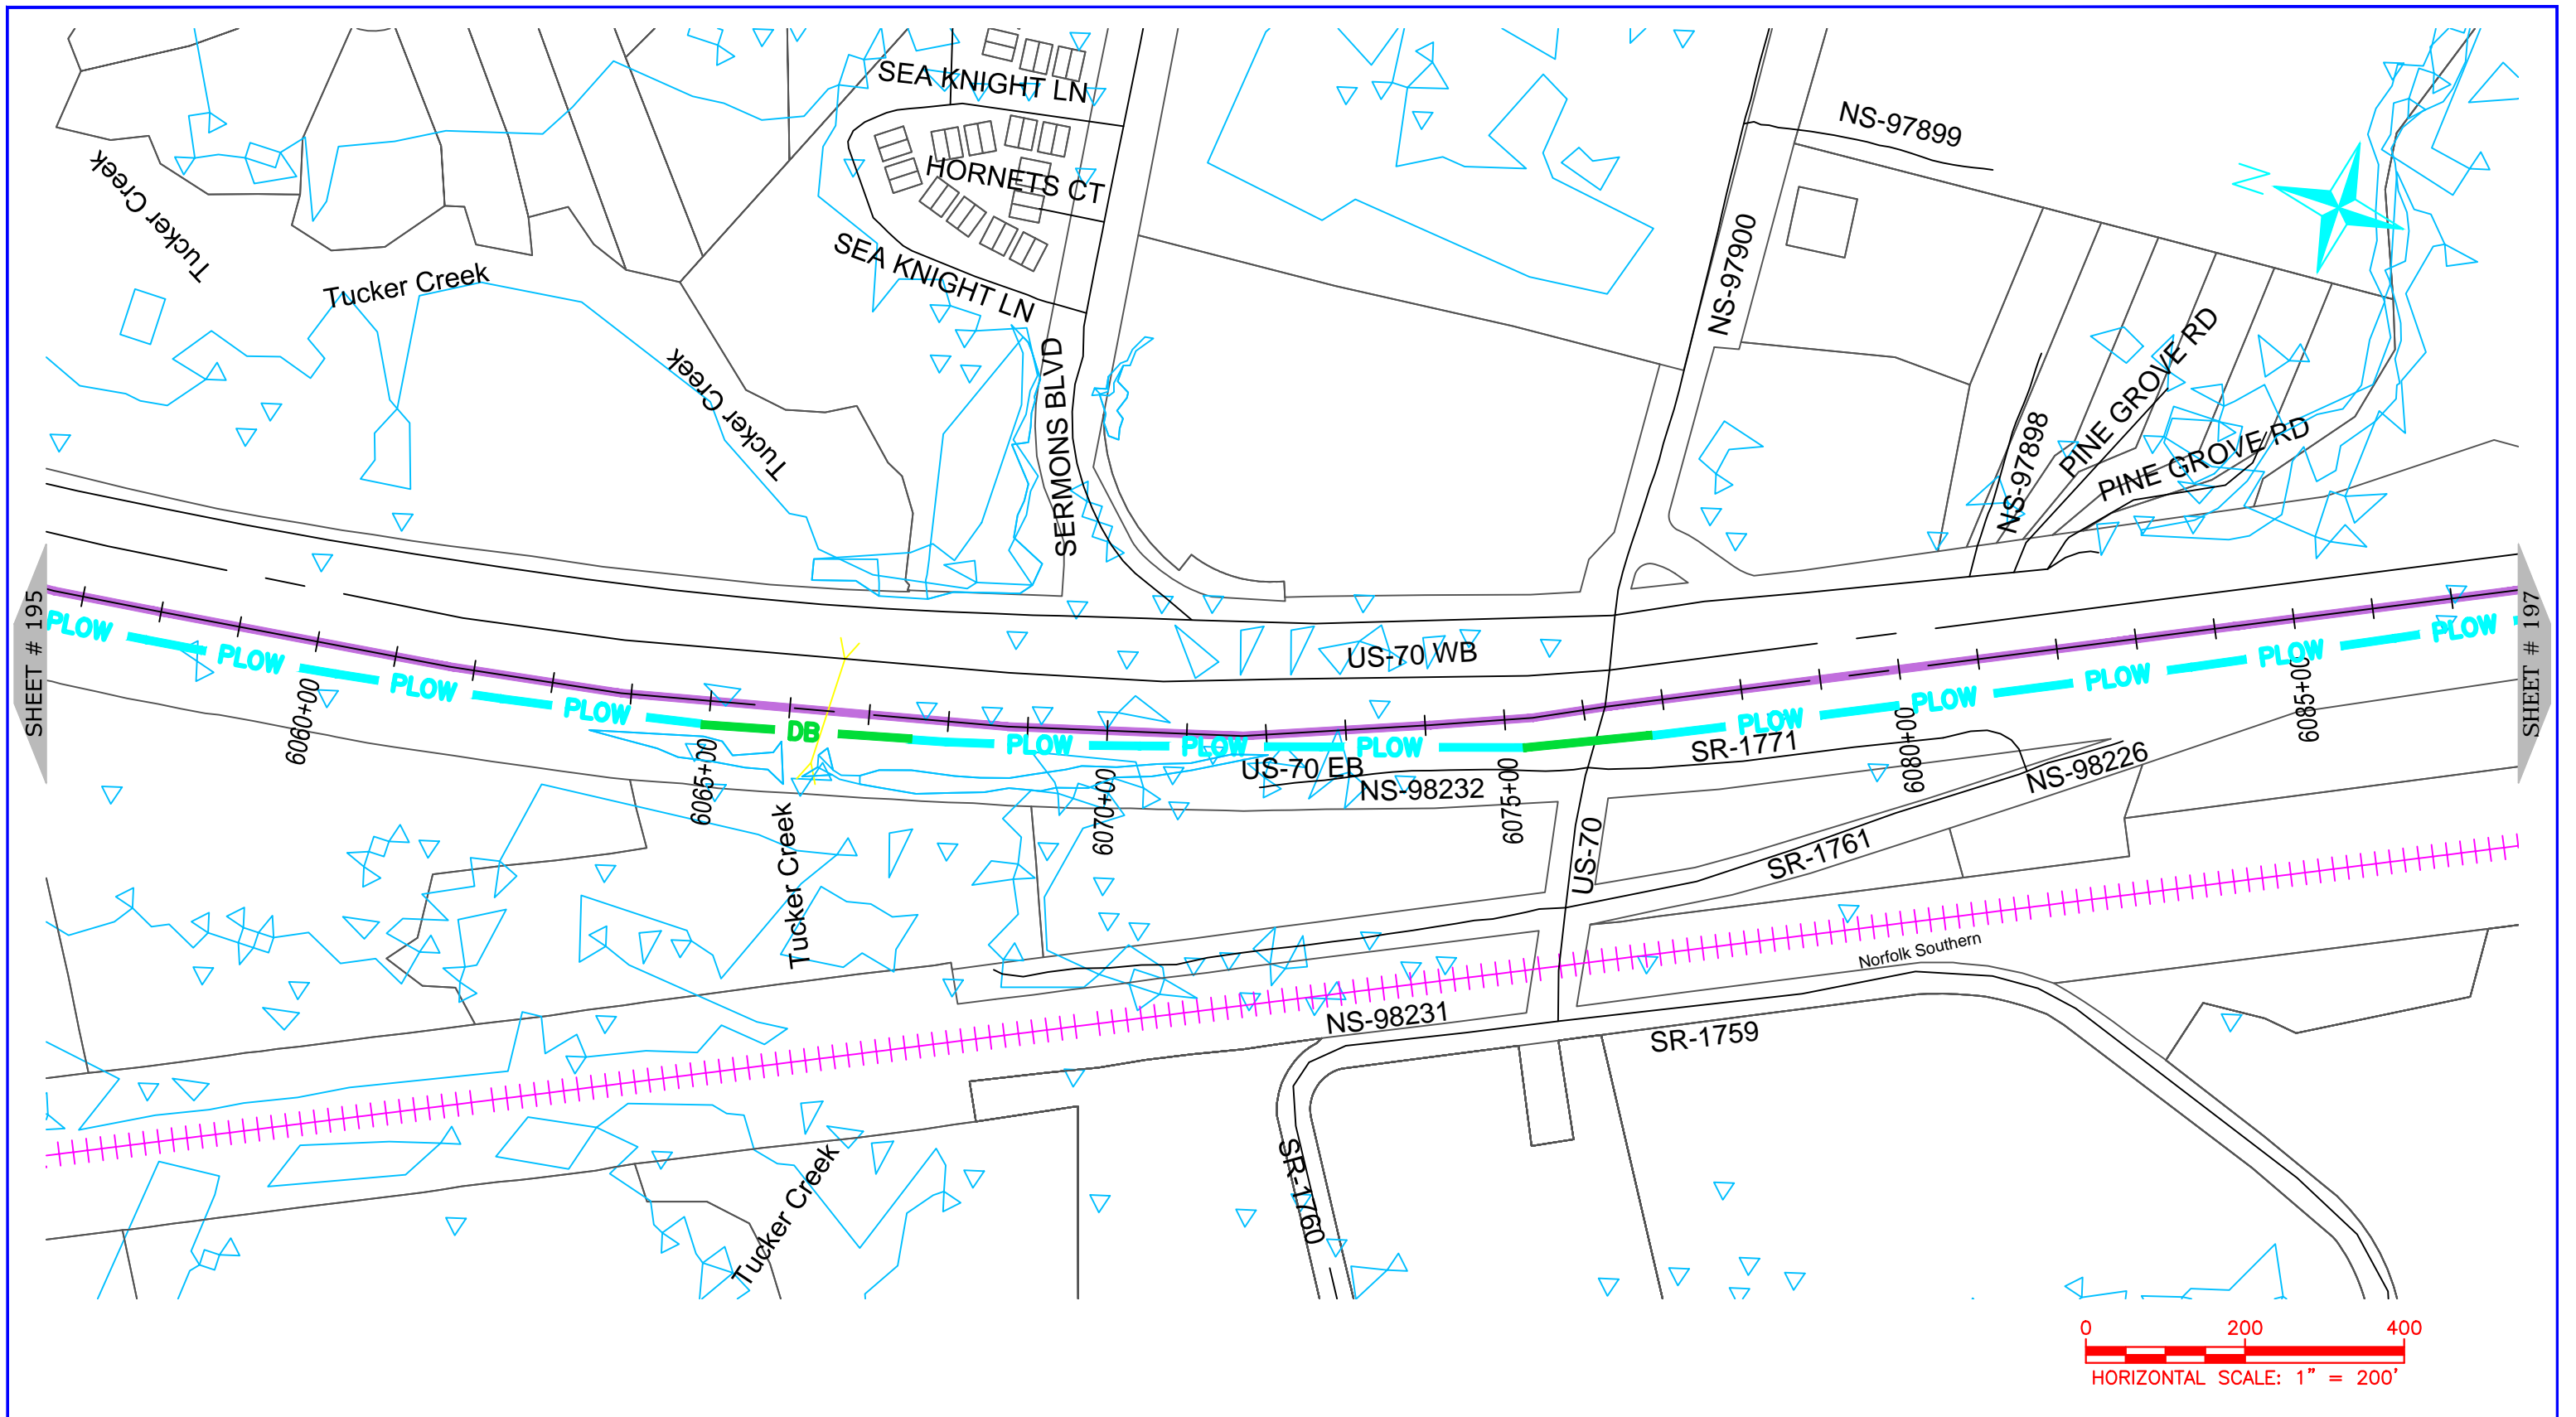 SEA KNIGHT LN
NS-97899
HORNETS CT
Tucker Creek
N
SEA KNIGHT LN
Tucker Creek
NS-97900
Tucker Creek
SERMONS BLVD
PINE GROVE RD
NS-97898
PINE GROVE RD
SHEET # 195
SHEET # 197
US-70 WB
PLOW
PLOW
PLOW
PLOW
DB
PLOW
PLOW
PLOW
PLOW
PLOW
PLOW
PLOW
PLOW
6060+00
6065+00
6070+00
6075+00
6080+00
6085+00
SR-1771
US-70 EB
NS-98232
NS-98226
Tucker Creek
US-70
SR-1761
Norfolk Southern
NS-98231
SR-1759
SR-1760
Tucker Creek
0 200 400
HORIZONTAL SCALE: 1" = 200'